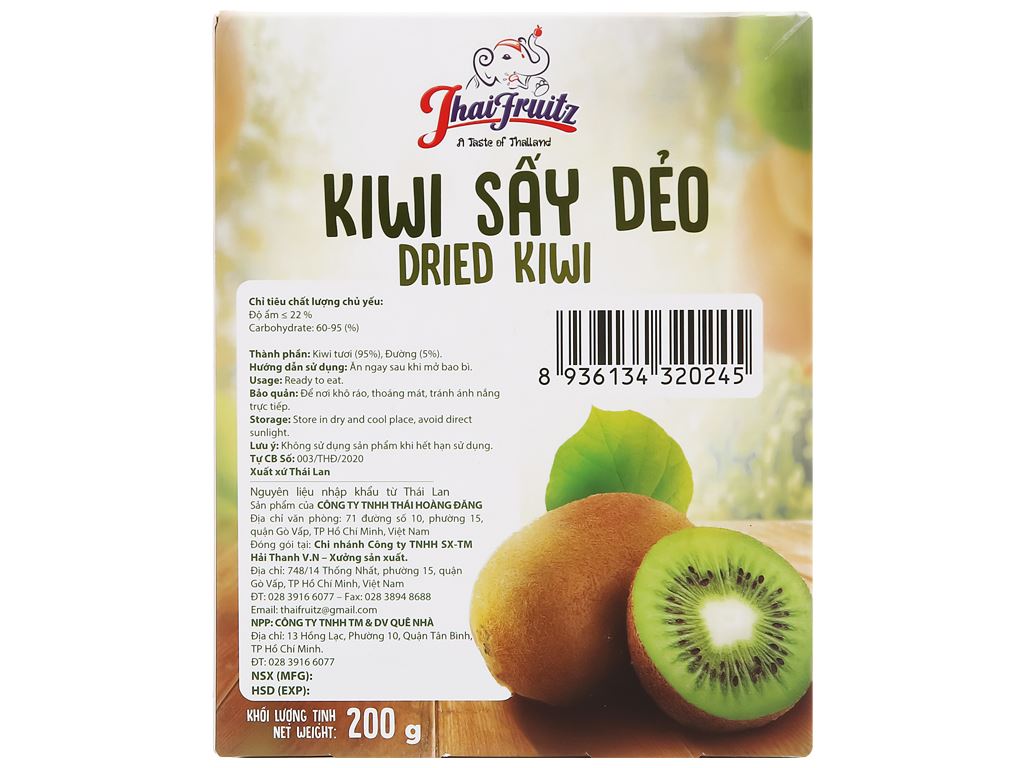 ThaiFruitz
A Taste of Thailand
KIWI SẤY DẺO
DRIED KIWI
Chỉ tiêu chất lượng chủ yếu:
Độ ẩm ≤ 22 %
Carbohydrate: 60-95 (%)
Thành phần: Kiwi tươi (95%), Đường (5%).
Hướng dẫn sử dụng: Ăn ngay sau khi mở bao bì.
Usage: Ready to eat.
Bảo quản: Để nơi khô ráo, thoáng mát, tránh ánh nắng
trực tiếp.
Storage: Store in dry and cool place, avoid direct
sunlight.
Lưu ý: Không sử dụng sản phẩm khi hết hạn sử dụng.
Tự CB Số: 003/THĐ/2020
Xuất xứ Thái Lan
Nguyên liệu nhập khẩu từ Thái Lan
Sản phẩm của CÔNG TY TNHH THÁI HOÀNG ĐĂNG
Địa chỉ văn phòng: 71 đường số 10, phường 15,
quận Gò Vấp, TP Hồ Chí Minh, Việt Nam
Đóng gói tại: Chi nhánh Công ty TNHH SX-TM
Hải Thanh V.N – Xưởng sản xuất.
Địa chỉ: 748/14 Thống Nhất, phường 15, quận
Gò Vấp, TP Hồ Chí Minh, Việt Nam
ĐT: 028 3916 6077 – Fax: 028 3894 8688
Email: thaifruitz@gmail.com
NPP: CÔNG TY TNHH TM & DV QUÊ NHÀ
Địa chỉ: 13 Hồng Lạc, Phường 10, Quận Tân Bình,
TP Hồ Chí Minh.
ĐT: 028 3916 6077
NSX (MFG):
HSD (EXP):
8 936134 320245
KHỐI LƯỢNG TỊNH
NET WEIGHT: 200 g